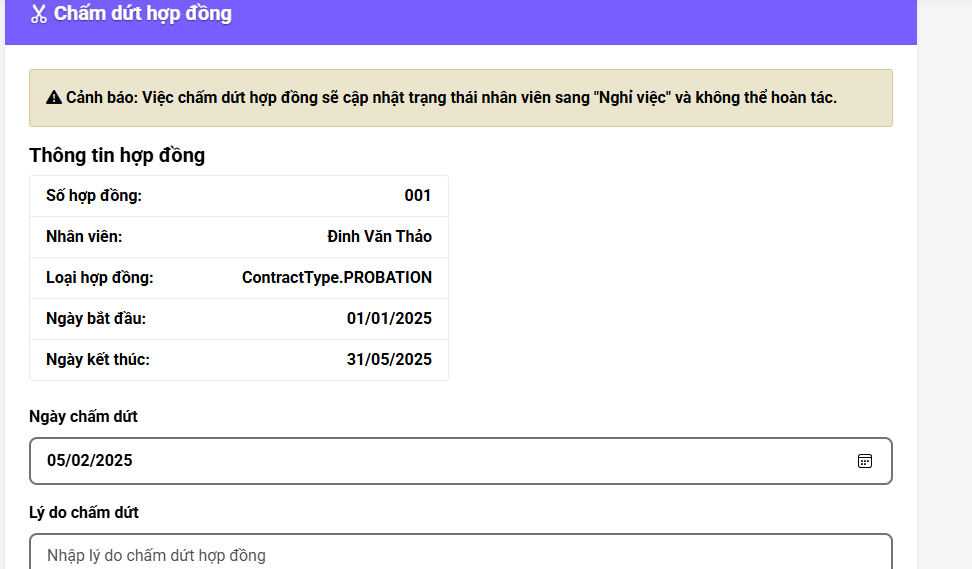 Chấm dứt hợp đồng
Cảnh báo: Việc chấm dứt hợp đồng sẽ cập nhật trạng thái nhân viên sang "Nghỉ việc" và không thể hoàn tác.
Thông tin hợp đồng
Số hợp đồng: 001
Nhân viên: Đinh Văn Thảo
Loại hợp đồng: ContractType.PROBATION
Ngày bắt đầu: 01/01/2025
Ngày kết thúc: 31/05/2025
Ngày chấm dứt
05/02/2025
Lý do chấm dứt
Nhập lý do chấm dứt hợp đồng